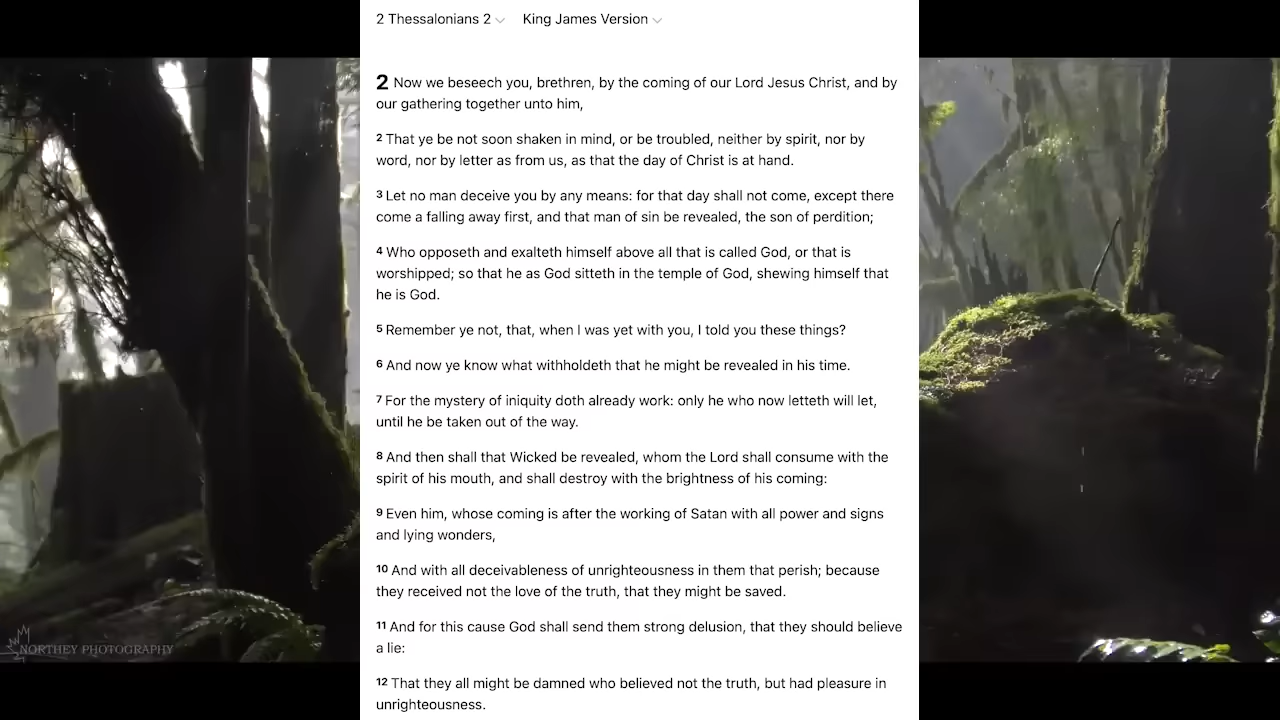 2 Thessalonians 2 King James Version
2 Now we beseech you, brethren, by the coming of our Lord Jesus Christ, and by
our gathering together unto him,
2 That ye be not soon shaken in mind, or be troubled, neither by spirit, nor by
word, nor by letter as from us, as that the day of Christ is at hand.
3 Let no man deceive you by any means: for that day shall not come, except there
come a falling away first, and that man of sin be revealed, the son of perdition;
4 Who opposeth and exalteth himself above all that is called God, or that is
worshipped; so that he as God sitteth in the temple of God, shewing himself that
he is God.
5 Remember ye not, that, when I was yet with you, I told you these things?
6 And now ye know what withholdeth that he might be revealed in his time.
7 For the mystery of iniquity doth already work: only he who now letteth will let,
until he be taken out of the way.
8 And then shall that Wicked be revealed, whom the Lord shall consume with the
spirit of his mouth, and shall destroy with the brightness of his coming:
9 Even him, whose coming is after the working of Satan with all power and signs
and lying wonders,
10 And with all deceivableness of unrighteousness in them that perish; because
they received not the love of the truth, that they might be saved.
11 And for this cause God shall send them strong delusion, that they should believe
a lie:
12 That they all might be damned who believed not the truth, but had pleasure in
unrighteousness.
NORTHEY PHOTOGRAPHY